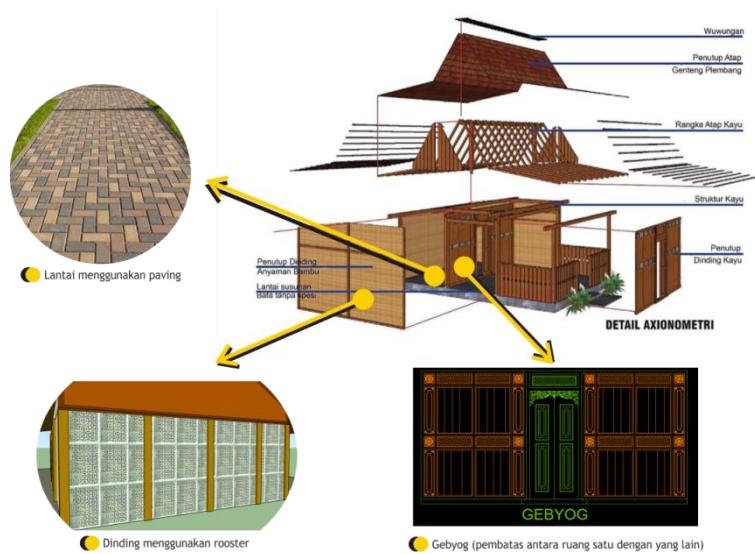 Wuwungan
Penutup Atap
Genteng Plembang
Rangka Atap Kayu
Struktur Kayu
Penutup Dinding
Anyaman Bambu
Lantai susunan
Bata tanpa spesi
Penutup
Dinding Kayu
DETAIL AXIONOMETRI
Lantai menggunakan paving
GEBYOG
Dinding menggunakan rooster
Gebyog (pembatas antara ruang satu dengan yang lain)